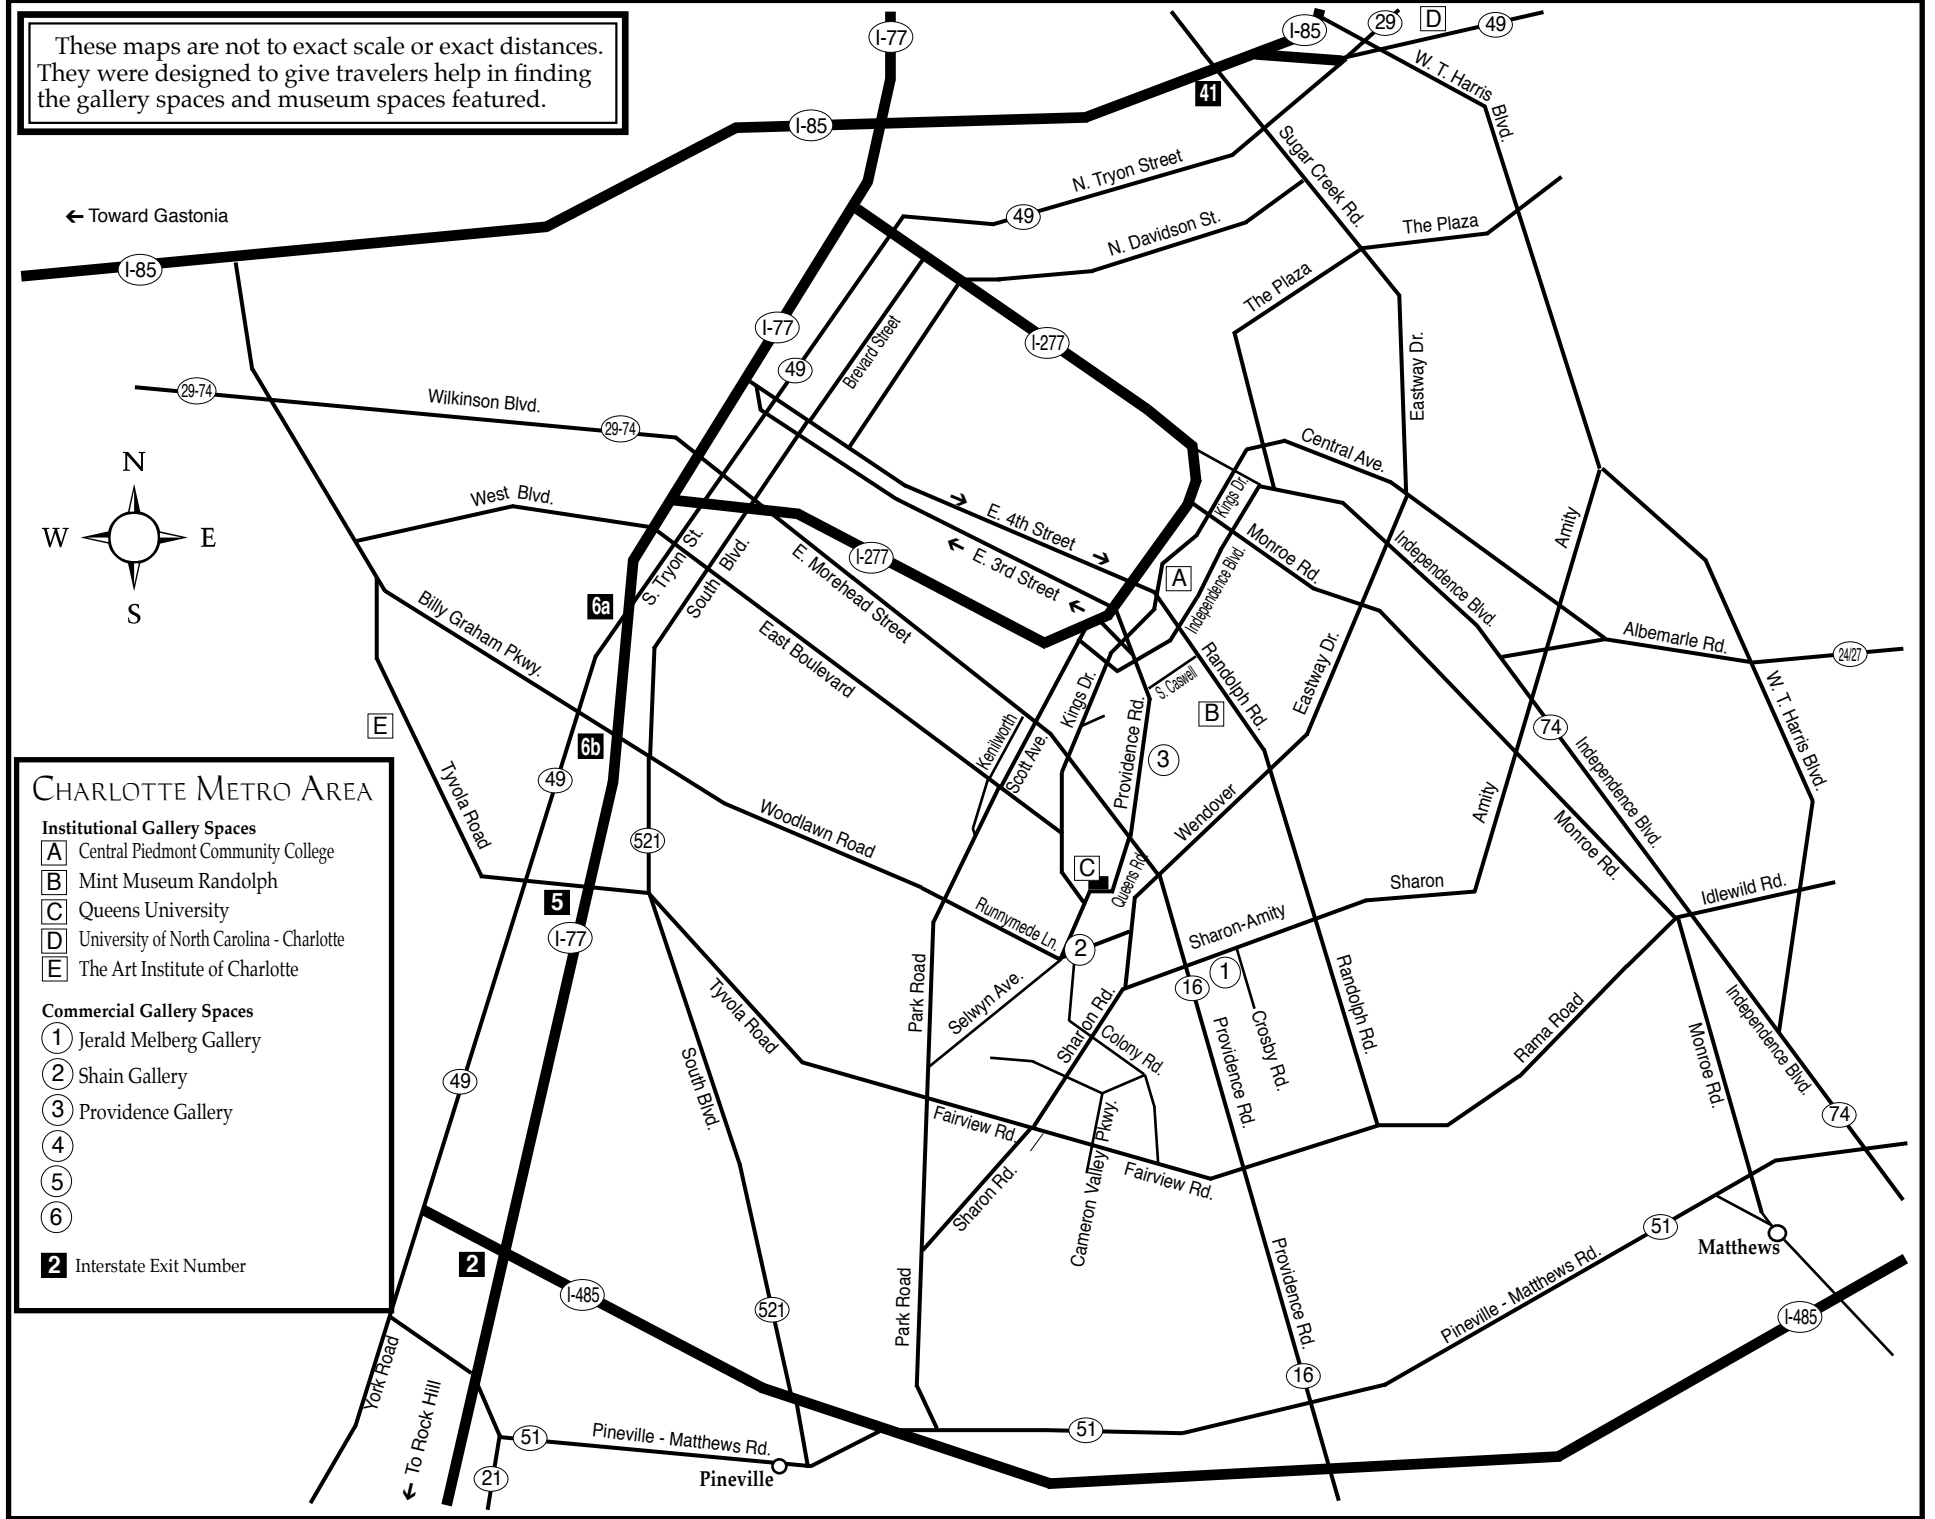 These maps are not to exact scale or exact distances.
They were designed to give travelers help in finding
the gallery spaces and museum spaces featured.
I-77
I-85
29
D
49
W. T. Harris
Blvd.
41
I-85
Sugar Creek Rd.
N. Tryon Street
49
← Toward Gastonia
N. Davidson St.
The Plaza
I-85
The Plaza
I-77
I-277
49
Brevard Street
Eastway Dr.
29-74
Wilkinson Blvd.
29-74
Central Ave.
N
W
E
S
West Blvd.
Kings Dr.
E. 4th Street
Monroe Rd.
Independence Blvd.
Amity
S. Tryon St.
South Blvd.
E. Morehead Street
I-277
E. 3rd Street
A
Independence Blvd.
6a
Billy Graham Pkwy.
East Boulevard
Albemarle Rd.
24/27
Randolph Rd.
S. Caswell
Eastway Dr.
W. T. Harris Blvd.
E
Kings Dr.
B
Kenilworth
Scott Ave.
Providence Rd.
74
6b
3
Independence Blvd.
49
Tyvola Road
Woodlawn Road
Wendover
Amity
Monroe Rd.
521
C
Queens Rd.
Sharon
Idlewild Rd.
5
I-77
Runnymede Ln.
2
Sharon-Amity
1
16
Park Road
Selwyn Ave.
Tyvola Road
Sharon Rd.
Colony Rd.
Providence Rd.
Crosby Rd.
Randolph Rd.
Rama Road
Monroe Rd.
Independence Blvd.
49
South Blvd.
Fairview Rd.
74
Sharon Rd.
Cameron Valley Pkwy.
Fairview Rd.
CHARLOTTE METRO AREA
Institutional Gallery Spaces
A Central Piedmont Community College
B Mint Museum Randolph
C Queens University
D University of North Carolina - Charlotte
E The Art Institute of Charlotte
Commercial Gallery Spaces
1 Jerald Melberg Gallery
2 Shain Gallery
3 Providence Gallery
4
5
6
2 Interstate Exit Number
2
I-485
521
Park Road
Providence Rd.
51
Matthews
Pineville - Matthews Rd.
I-485
York Road
← To Rock Hill
16
51
Pineville - Matthews Rd.
51
21
Pineville